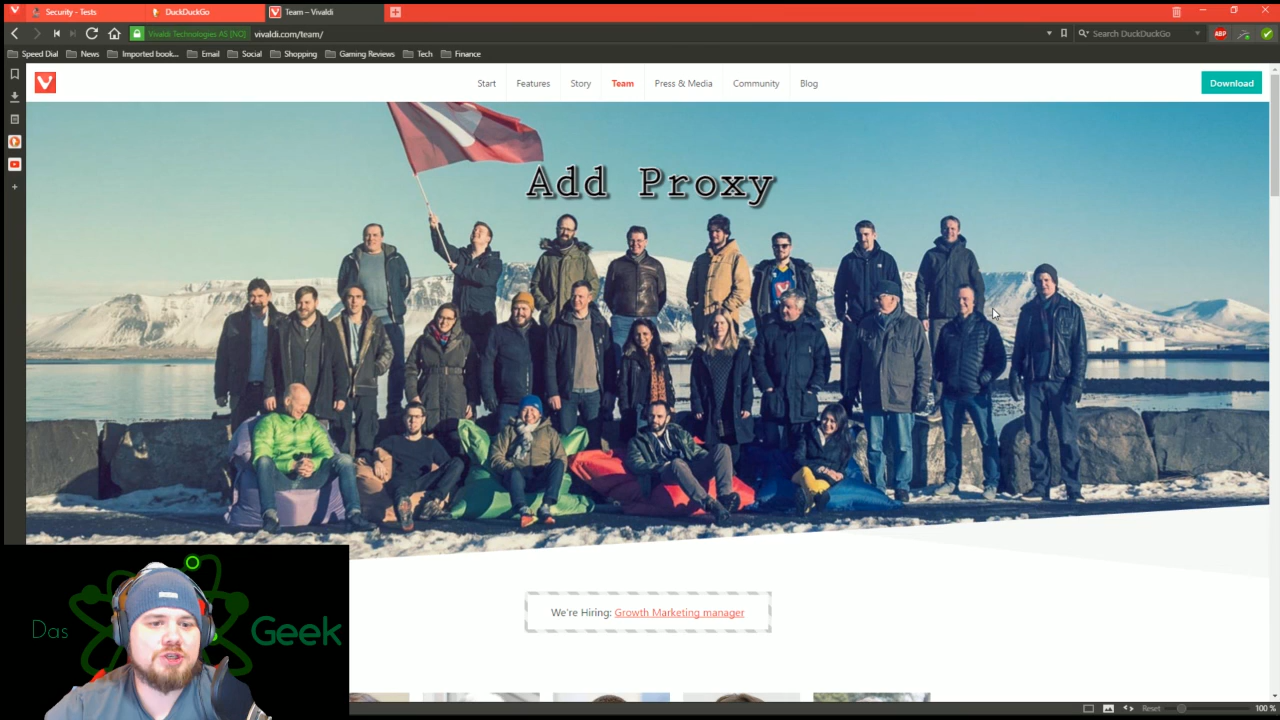 Security - Tests
DuckDuckGo
Team – Vivaldi
Vivaldi Technologies AS [NO] vivaldi.com/team/
Search DuckDuckGo
ABP
Speed Dial News Imported book... Email Social Shopping Gaming Reviews Tech Finance
Start Features Story Team Press & Media Community Blog Download
Add Proxy
We're Hiring: Growth Marketing manager
Das Geek
Reset 100 %